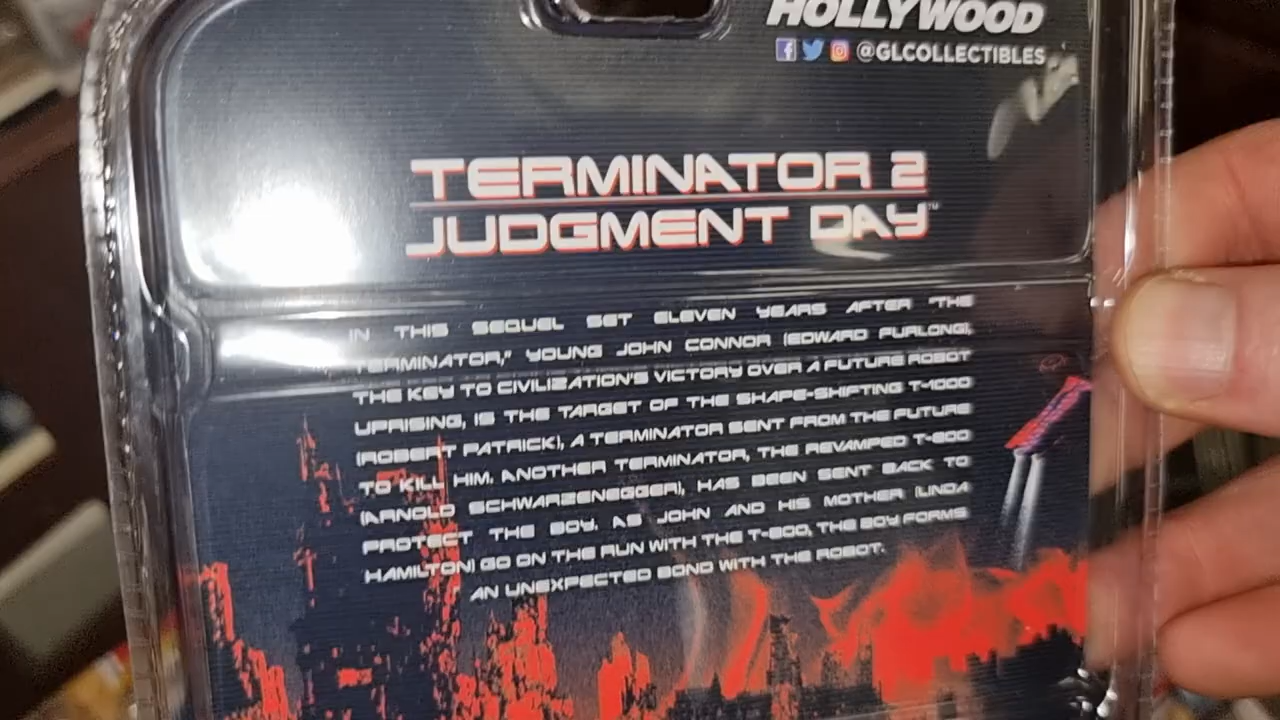 HOLLYWOOD
@GLCOLLECTIBLES
TERMINATOR 2
JUDGMENT DAY™
IN THIS SEQUEL SET ELEVEN YEARS AFTER "THE
TERMINATOR," YOUNG JOHN CONNOR (EDWARD FURLONG),
THE KEY TO CIVILIZATION'S VICTORY OVER A FUTURE ROBOT
UPRISING, IS THE TARGET OF THE SHAPE-SHIFTING T-1000
(ROBERT PATRICK), A TERMINATOR SENT FROM THE FUTURE
TO KILL HIM. ANOTHER TERMINATOR, THE REVAMPED T-800
(ARNOLD SCHWARZENEGGER), HAS BEEN SENT BACK TO
PROTECT THE BOY. AS JOHN AND HIS MOTHER (LINDA
HAMILTON) GO ON THE RUN WITH THE T-800, THE BOY FORMS
AN UNEXPECTED BOND WITH THE ROBOT.